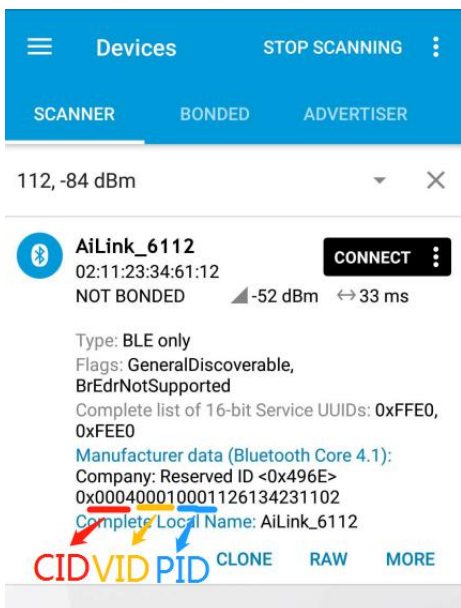 Devices STOP SCANNING
SCANNER BONDED ADVERTISER
112, -84 dBm
AiLink_6112
CONNECT
02:11:23:34:61:12
NOT BONDED -52 dBm 33 ms
Type: BLE only
Flags: GeneralDiscoverable,
BrEdrNotSupported
Complete list of 16-bit Service UUIDs: 0xFFE0,
0xFEE0
Manufacturer data (Bluetooth Core 4.1):
Company: Reserved ID <0x496E>
0x0004000100011126134231102
Complete Local Name: AiLink_6112
CID VID PID
CLONE RAW MORE